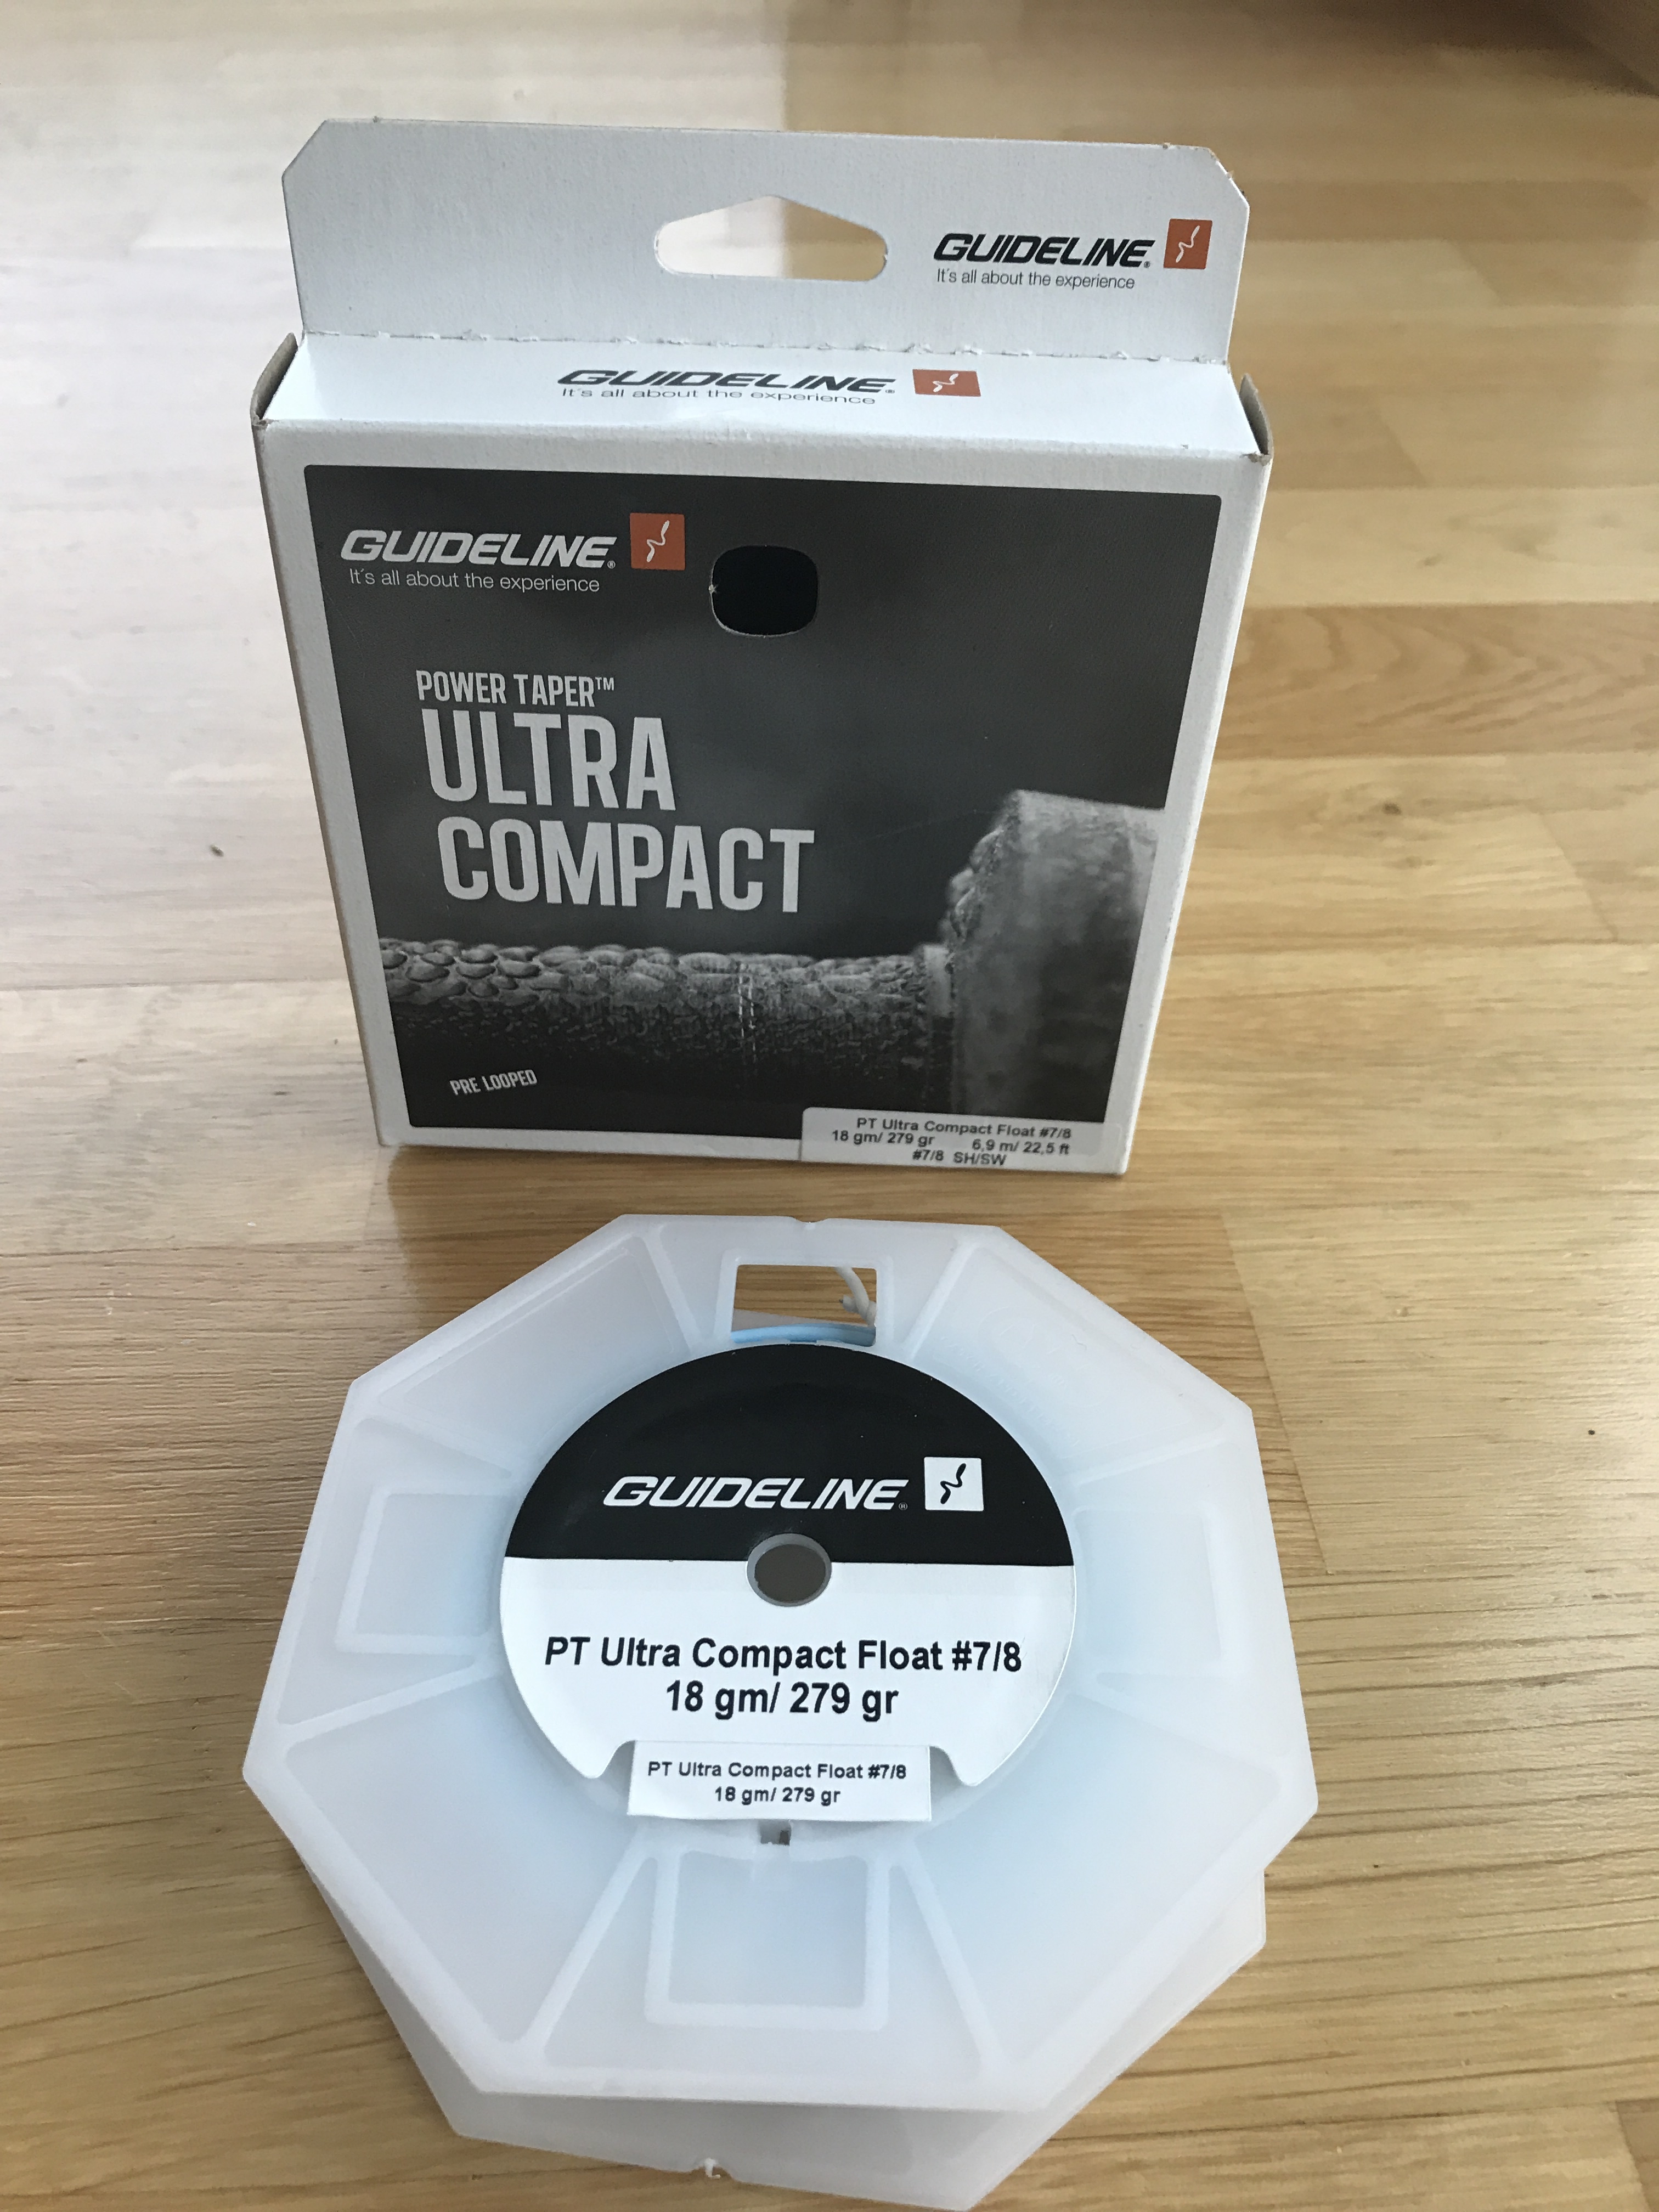 GUIDELINE®
It's all about the experience
GUIDELINE®
It's all about the experience
GUIDELINE®
It's all about the experience
POWER TAPER™
ULTRA
COMPACT
PRE LOOPED
PT Ultra Compact Float #7/8
18 gm/ 279 gr 6,9 m/ 22,5 ft
#7/8 SH/SW
GUIDELINE®
PT Ultra Compact Float #7/8
18 gm/ 279 gr
PT Ultra Compact Float #7/8
18 gm/ 279 gr